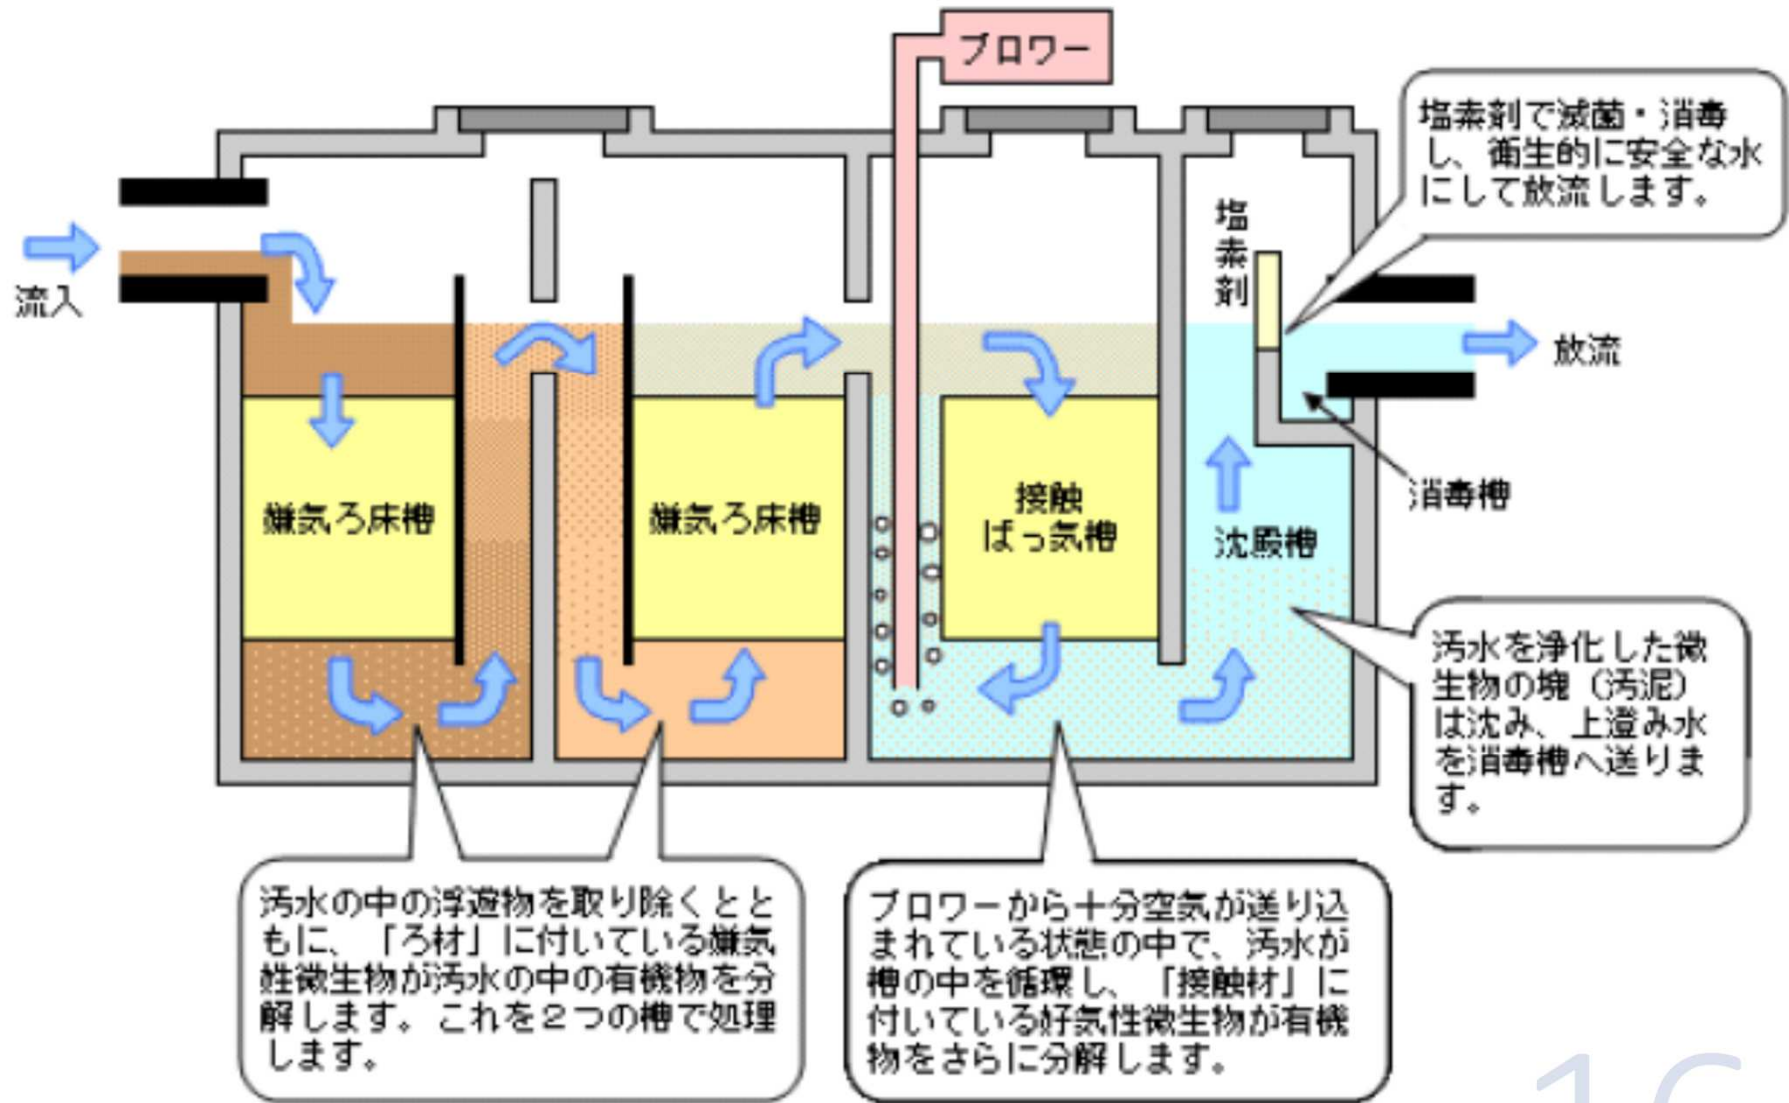 ブロワー
塩素剤で滅菌・消毒
し、衛生的に安全な水
にして放流します。
塩素剤
流入
放流
嫌気ろ床槽
嫌気ろ床槽
接触
ばっ気槽
消毒槽
沈殿槽
汚水を浄化した微
生物の塊（汚泥）
は沈み、上澄み水
を消毒槽へ送りま
す。
汚水の中の浮遊物を取り除くとと
もに、「ろ材」に付いている嫌気
性微生物が汚水の中の有機物を分
解します。これを２つの槽で処理
します。
ブロワーから十分空気が送り込
まれている状態の中で、汚水が
槽の中を循環し、「接触材」に
付いている好気性微生物が有機
物をさらに分解します。